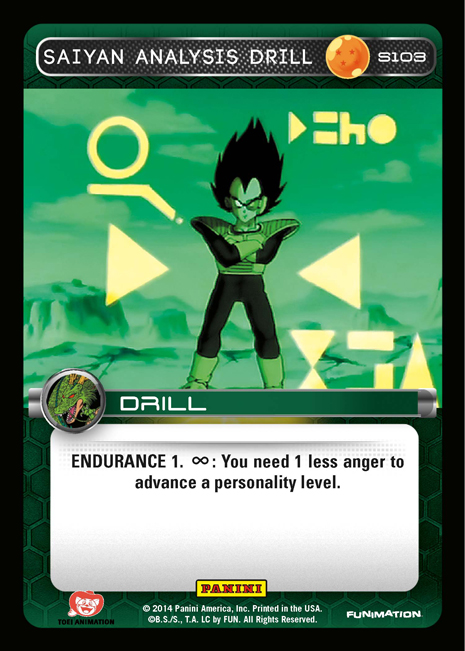 SAIYAN ANALYSIS DRILL S103
DRILL
ENDURANCE 1. ∞: You need 1 less anger to
advance a personality level.
PANINI
TOEI ANIMATION
© 2014 Panini America, Inc. Printed in the USA.
©B.S./S., T.A. LC by FUN. All Rights Reserved.
FUNIMATION